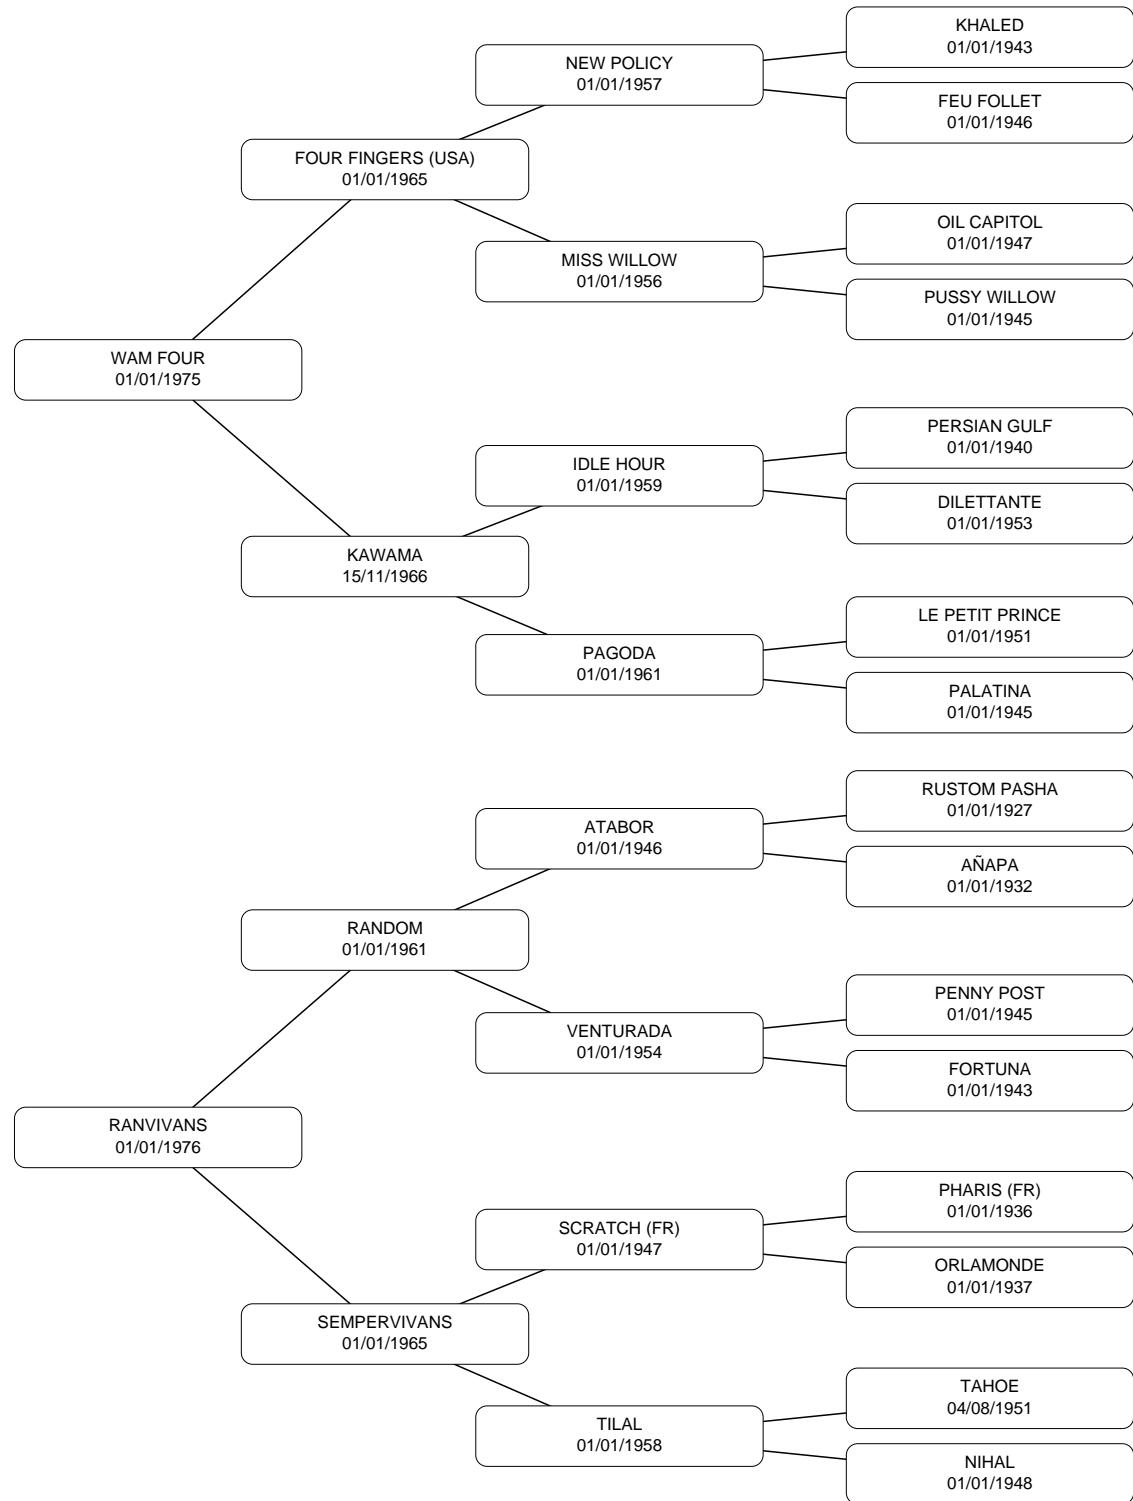 KHALED
01/01/1943
NEW POLICY
01/01/1957
FEU FOLLET
01/01/1946
FOUR FINGERS (USA)
01/01/1965
OIL CAPITOL
01/01/1947
MISS WILLOW
01/01/1956
PUSSY WILLOW
01/01/1945
WAM FOUR
01/01/1975
PERSIAN GULF
01/01/1940
IDLE HOUR
01/01/1959
DILETTANTE
01/01/1953
KAWAMA
15/11/1966
LE PETIT PRINCE
01/01/1951
PAGODA
01/01/1961
PALATINA
01/01/1945
RUSTOM PASHA
01/01/1927
ATABOR
01/01/1946
AÑAPA
01/01/1932
RANDOM
01/01/1961
PENNY POST
01/01/1945
VENTURADA
01/01/1954
FORTUNA
01/01/1943
RANVIVANS
01/01/1976
PHARIS (FR)
01/01/1936
SCRATCH (FR)
01/01/1947
ORLAMONDE
01/01/1937
SEMPERVIVANS
01/01/1965
TAHOE
04/08/1951
TILAL
01/01/1958
NIHAL
01/01/1948